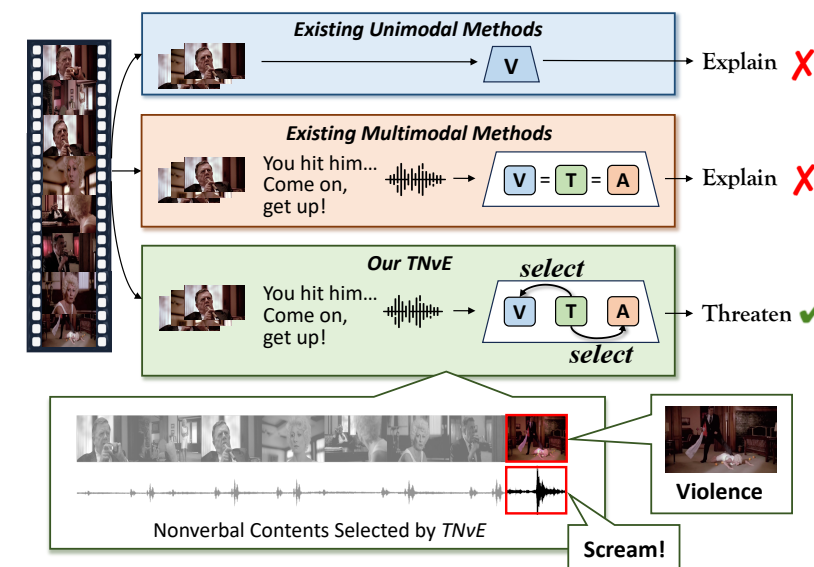 Existing Unimodal Methods
V
Explain ✗
Existing Multimodal Methods
You hit him...
Come on,
get up!
V = T = A
Explain ✗
Our TNvE
You hit him...
Come on,
get up!
select
V T A
select
Threaten ✓
Violence
Nonverbal Contents Selected by TNvE
Scream!